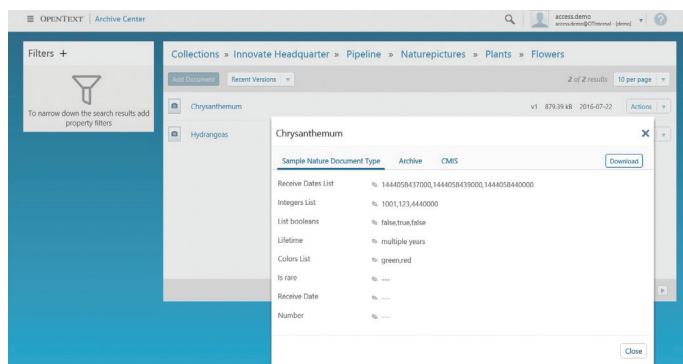 OPENTEXT | Archive Center
access.demo
access.demo@OTInternal - [demo]
Filters +
To narrow down the search results add
property filters
Collections » Innovate Headquarter » Pipeline » Naturepictures » Plants » Flowers
Add Document
Recent Versions
2 of 2 results
10 per page
Chrysanthemum
v1 879.39 kB 2016-07-22
Actions
Hydrangeas
Chrysanthemum
Sample Nature Document Type
Archive
CMIS
Download
Receive Dates List 1444058437000,1444058439000,1444058440000
Integers List 1001,123,4440000
List booleans false,true,false
Lifetime multiple years
Colors List green,red
Is rare ---
Receive Date ---
Number ---
Close